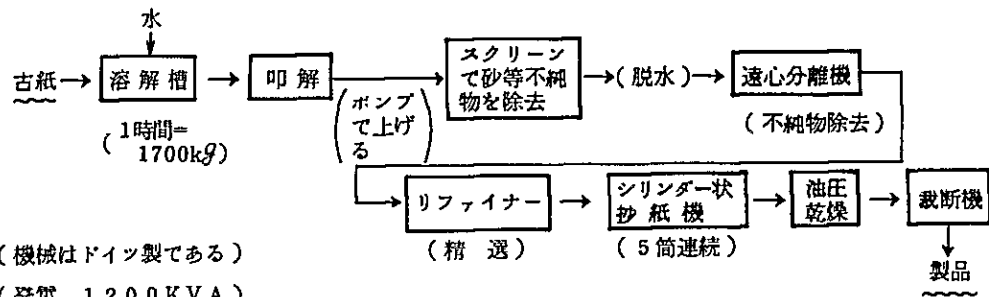 水
古紙→溶解槽→叩解→スクリーンで砂等不純物を除去→(脱水)→遠心分離機
(1時間=1700kg)
(ポンプで上げる)
(不純物除去)
リファイナー→シリンダー状抄紙機→油圧乾燥→裁断機
(精選)
(5箇連続)
製品
(機械はドイツ製である)
(発電 1200KVA)